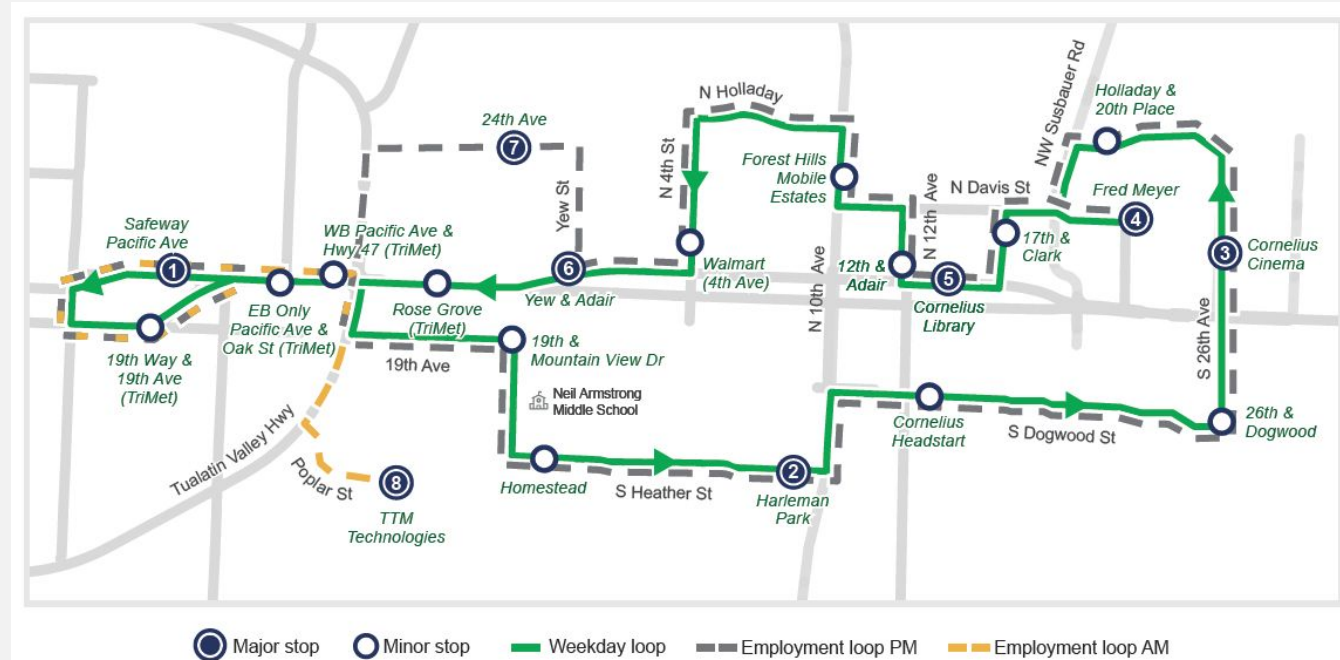 N Holladay
Holladay &
20th Place
NW Susbauer Rd
24th Ave
7
N 4th St
Forest Hills
Mobile
Estates
N 12th Ave
N Davis St
Fred Meyer
4
Safeway
Pacific Ave
1
WB Pacific Ave &
Hwy 47 (TriMet)
Yew St
6
Yew & Adair
Walmart
(4th Ave)
N 10th Ave
12th &
Adair
5
Cornelius
Library
17th &
Clark
3
Cornelius
Cinema
S 26th Ave
EB Only
Pacific Ave &
Oak St (TriMet)
Rose Grove
(TriMet)
19th Way &
19th Ave
(TriMet)
19th Ave
19th &
Mountain View Dr
Neil Armstrong
Middle School
Cornelius
Headstart
S Dogwood St
26th &
Dogwood
Tualatin Valley Hwy
Poplar St
8
TTM
Technologies
Homestead
S Heather St
2
Harleman
Park
Major stop
Minor stop
Weekday loop
Employment loop PM
Employment loop AM